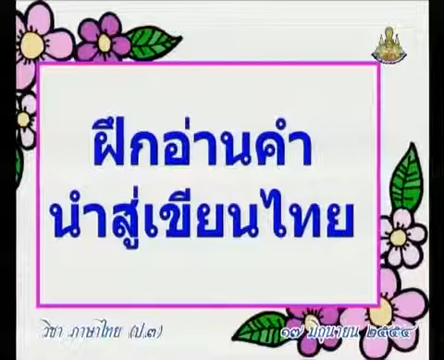 ฝึกอ่านคำ
นำสู่เขียนไทย
วิชา ภาษาไทย (ป.๓)
๑๗ มิถุนายน ๒๕๕๔